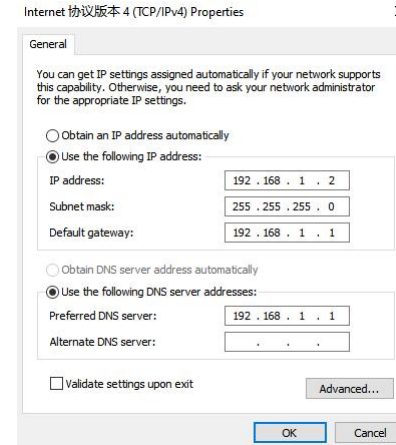 Internet 协议版本 4 (TCP/IPv4) Properties
General
You can get IP settings assigned automatically if your network supports
this capability. Otherwise, you need to ask your network administrator
for the appropriate IP settings.
Obtain an IP address automatically
Use the following IP address:
IP address: 192 . 168 . 1 . 2
Subnet mask: 255 . 255 . 255 . 0
Default gateway: 192 . 168 . 1 . 1
Obtain DNS server address automatically
Use the following DNS server addresses:
Preferred DNS server: 192 . 168 . 1 . 1
Alternate DNS server: . . .
Validate settings upon exit
Advanced...
OK Cancel